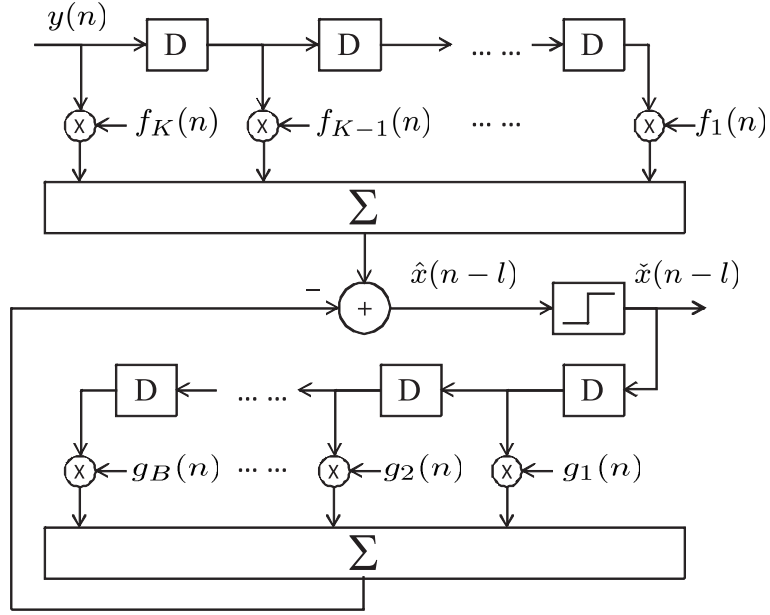 y(n)
D D ... ... D
x f_K(n) x f_{K−1}(n) ... ... x f_1(n)
Σ
− + x̂(n − l) x̌(n − l)
D ... ... D D
x g_B(n) ... ... x g_2(n) x g_1(n)
Σ